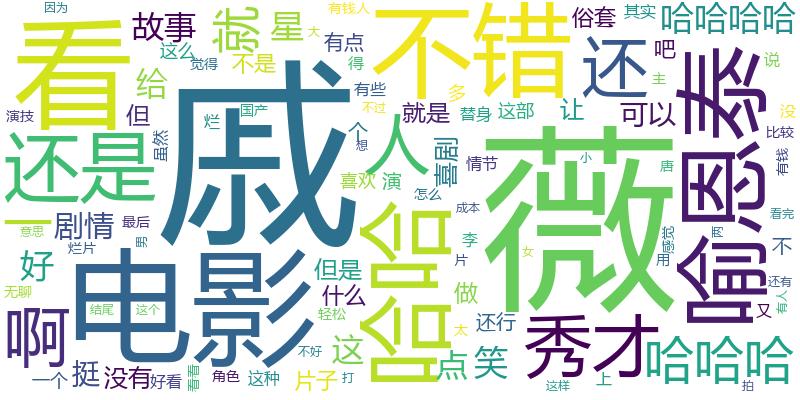 因为
看
故事
就
星
有钱人
大
不错
俗套
其实
哈哈哈哈
这么
觉得
不是
有点
还
吧
主
说
给
有些
得
多
喻恩泰
没
演技
但
烂
国产
不过
就是
替身
这部
让
可以
比较
虽然
戚
个
想
人
喜剧
还是
情节
小
唐
有钱
喜欢
演
怎么
薇
一
意思
剧情
最后
男
哈哈
成本
李
两
用
感觉
看完
不
烂片
好
电影
但是
片
无聊
什么
做
还有
有人
结尾
这个
轻松
太
还行
秀才
又
啊
这
一个
挺
没有
好看
看看
角色
这种
不好
片子
打
点
笑
这样
上
哈哈哈
拍
女